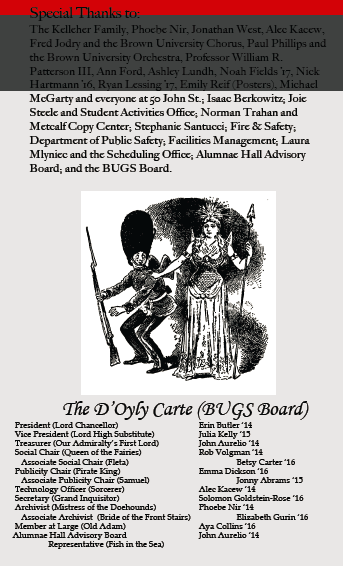 Special Thanks to:
The Kelleher Family, Phoebe Nir, Jonathan West, Alec Kacew,
Fred Jodry and the Brown University Chorus, Paul Phillips and
the Brown University Orchestra, Professor William R.
Patterson III, Ann Ford, Ashley Lundh, Noah Fields '17, Nick
Hartmann '16, Ryan Lessing '17, Emily Reif (Posters), Michael
McGarty and everyone at 50 John St.; Isaac Berkowitz; Joie
Steele and Student Activities Office; Norman Trahan and
Metcalf Copy Center; Stephanie Santucci; Fire & Safety;
Department of Public Safety; Facilities Management; Laura
Mlyniec and the Scheduling Office; Alumnae Hall Advisory
Board; and the BUGS Board.
The D'Oyly Carte (BUGS Board)
President (Lord Chancellor) Erin Butler '14
Vice President (Lord High Substitute) Julia Kelly '15
Treasurer (Our Admiralty's First Lord) John Aurelio '14
Social Chair (Queen of the Fairies) Rob Volgman '14
Associate Social Chair (Fleta) Betsy Carter '16
Publicity Chair (Pirate King) Emma Dickson '16
Associate Publicity Chair (Samuel) Jonny Abrams '15
Technology Officer (Sorcerer) Alec Kacew '14
Secretary (Grand Inquisitor) Solomon Goldstein-Rose '16
Archivist (Mistress of the Doehounds) Phoebe Nir '14
Associate Archivist (Bride of the Front Stairs) Elizabeth Gurin '16
Member at Large (Old Adam) Aya Collins '16
Alumnae Hall Advisory Board John Aurelio '14
Representative (Fish in the Sea)